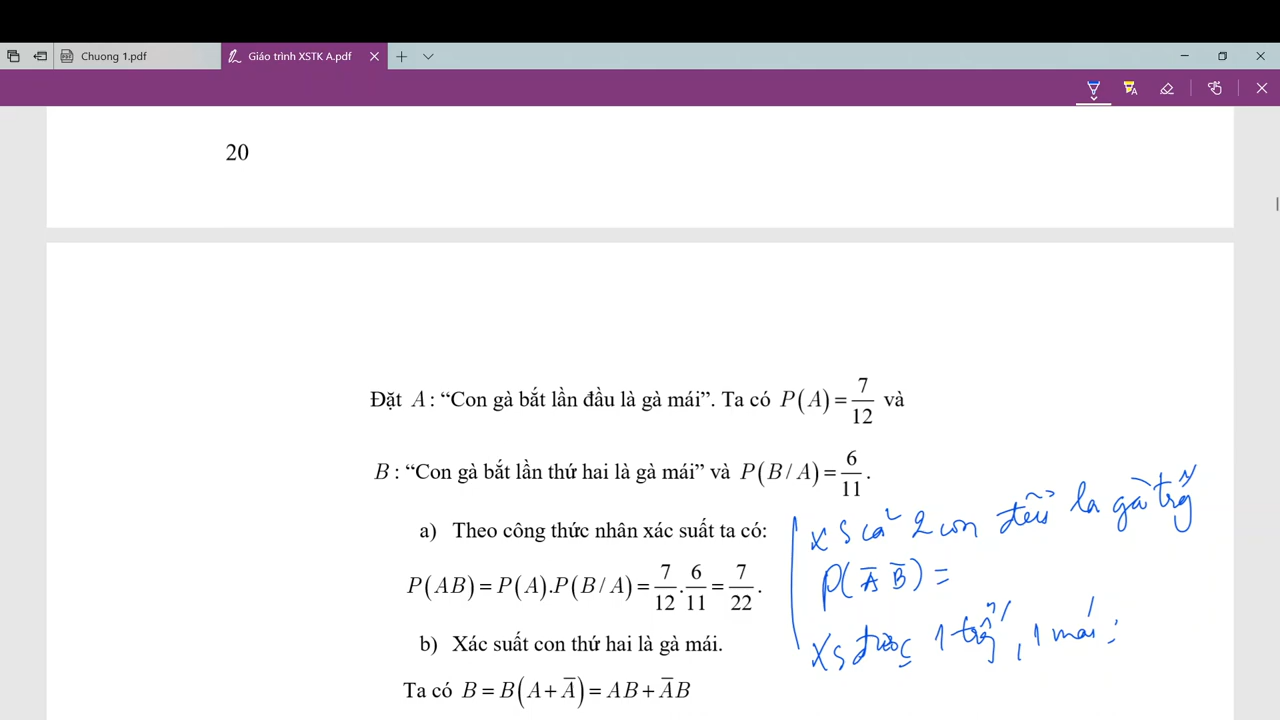 Chuong 1.pdf
Giáo trình XSTK A.pdf
20
Đặt A : “Con gà bắt lần đầu là gà mái”. Ta có P(A) = 7/12 và
B : “Con gà bắt lần thứ hai là gà mái” và P(B / A) = 6/11.
a) Theo công thức nhân xác suất ta có:
P(AB) = P(A).P(B / A) = 7/12 . 6/11 = 7/22.
b) Xác suất con thứ hai là gà mái.
Ta có B = B(A + A̅) = AB + A̅B
XS cả 2 con đều là gà trống
P(A̅ B̅) =
XS được 1 trống, 1 mái :